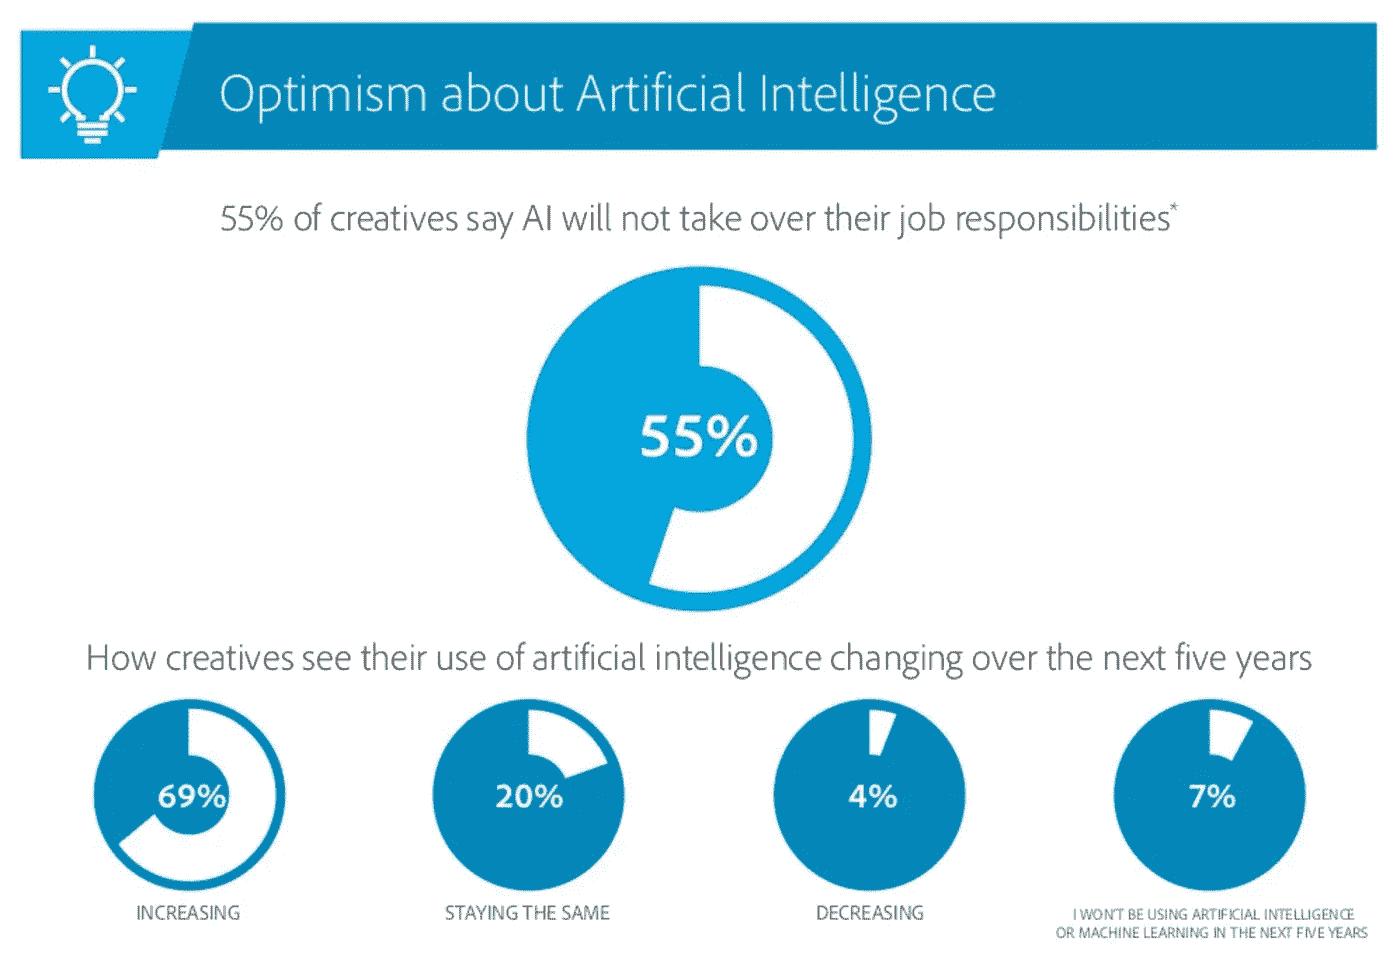 Optimism about Artificial Intelligence
55% of creatives say AI will not take over their job responsibilities*
55%
How creatives see their use of artificial intelligence changing over the next five years
69%
INCREASING
20%
STAYING THE SAME
4%
DECREASING
7%
I WON'T BE USING ARTIFICIAL INTELLIGENCE
OR MACHINE LEARNING IN THE NEXT FIVE YEARS